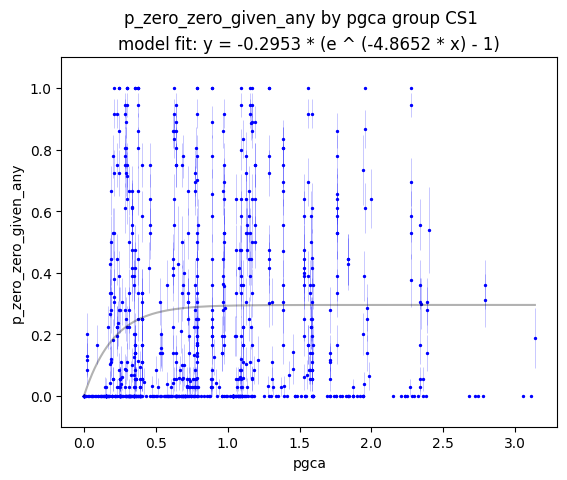 p_zero_zero_given_any by pgca group CS1
model fit: y = -0.2953 * (e ^ (-4.8652 * x) - 1)
1.0
0.8
0.6
0.4
0.2
0.0
p_zero_zero_given_any
0.0 0.5 1.0 1.5 2.0 2.5 3.0
pgca